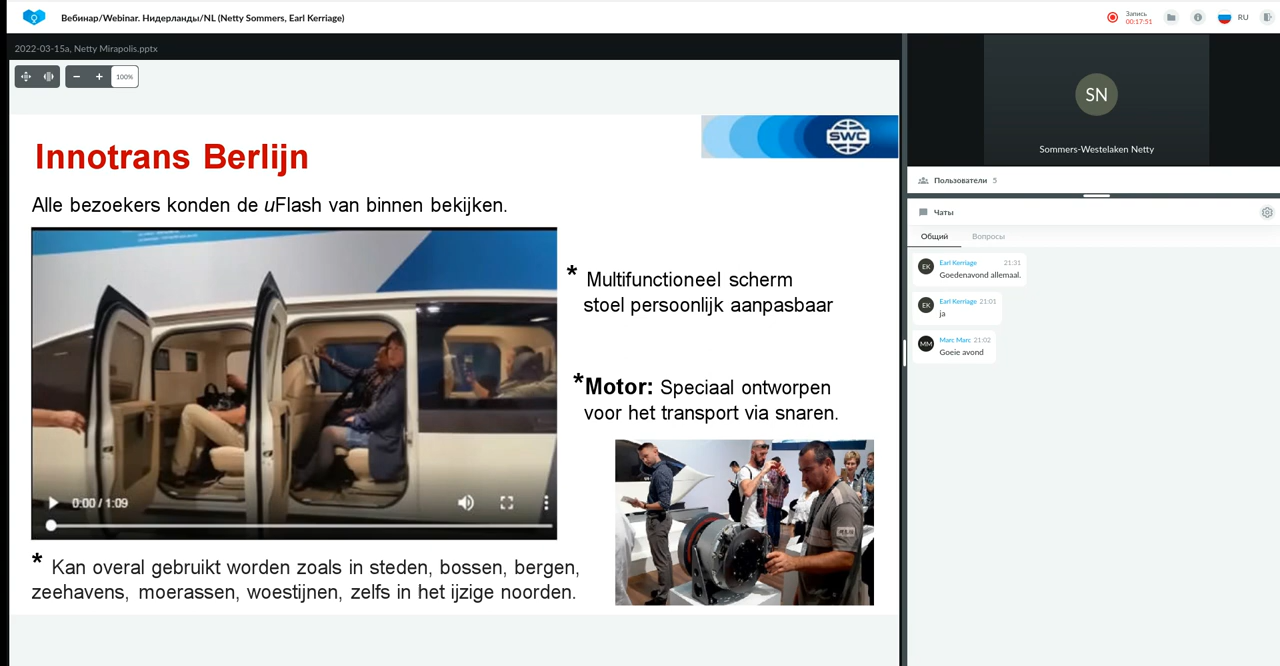 Вебинар/Webinar. Нидерланды/NL (Netty Sommers, Earl Kerriage)
Запись
00:17:51
RU
2022-03-15a, Netty Mirapolis.pptx
100%
SWC
Innotrans Berlijn
Alle bezoekers konden de uFlash van binnen bekijken.
* Multifunctioneel scherm
stoel persoonlijk aanpasbaar
*Motor: Speciaal ontworpen
voor het transport via snaren.
0:00 / 1:09
* Kan overal gebruikt worden zoals in steden, bossen, bergen,
zeehavens, moerassen, woestijnen, zelfs in het ijzige noorden.
SN
Sommers-Westelaken Netty
Пользователи 5
Чаты
Общий Вопросы
EK Earl Kerriage 21:31
Goedenavond allemaal.
EK Earl Kerriage 21:01
ja
MM Marc Marc 21:02
Goeie avond